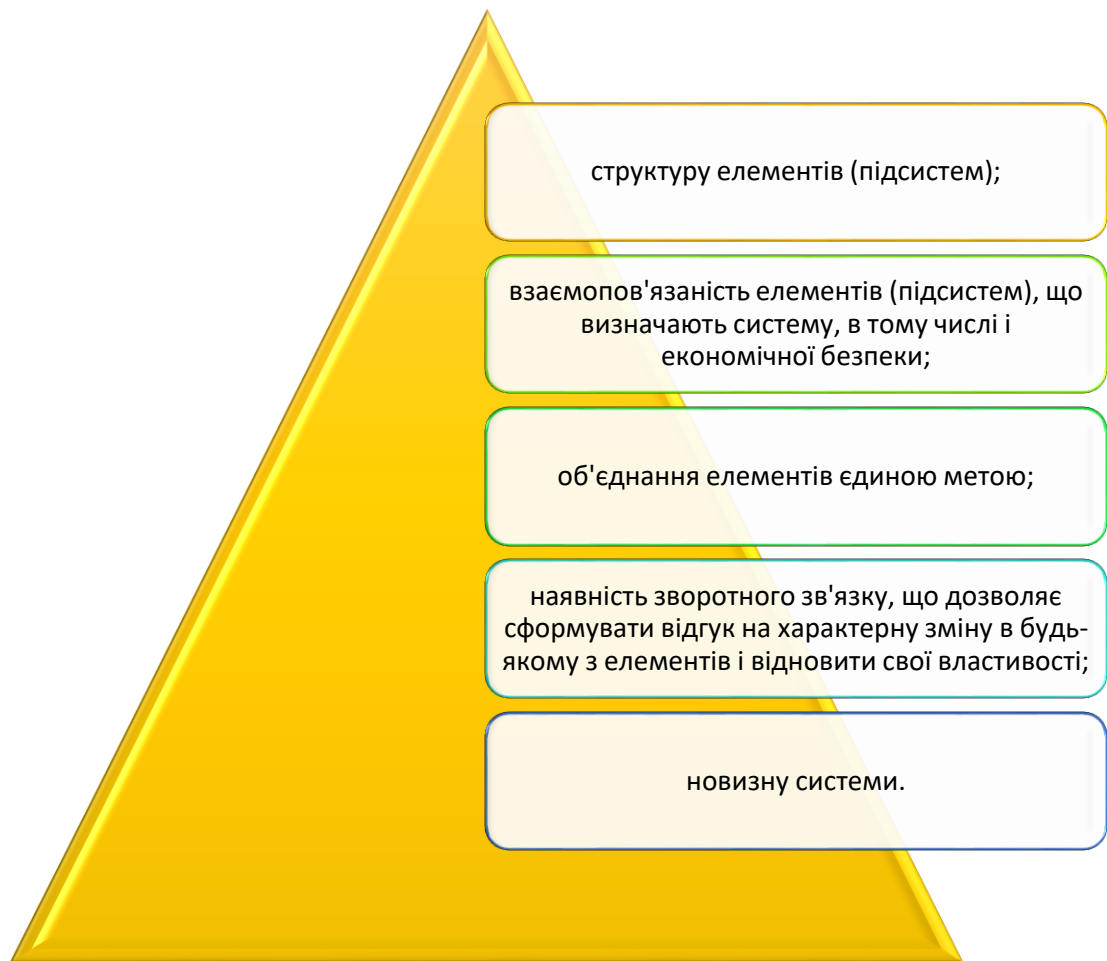 структуру елементів (підсистем);
взаємопов'язаність елементів (підсистем), що
визначають систему, в тому числі і
економічної безпеки;
об'єднання елементів єдиною метою;
наявність зворотного зв'язку, що дозволяє
сформувати відгук на характерну зміну в будь-
якому з елементів і відновити свої властивості;
новизну системи.